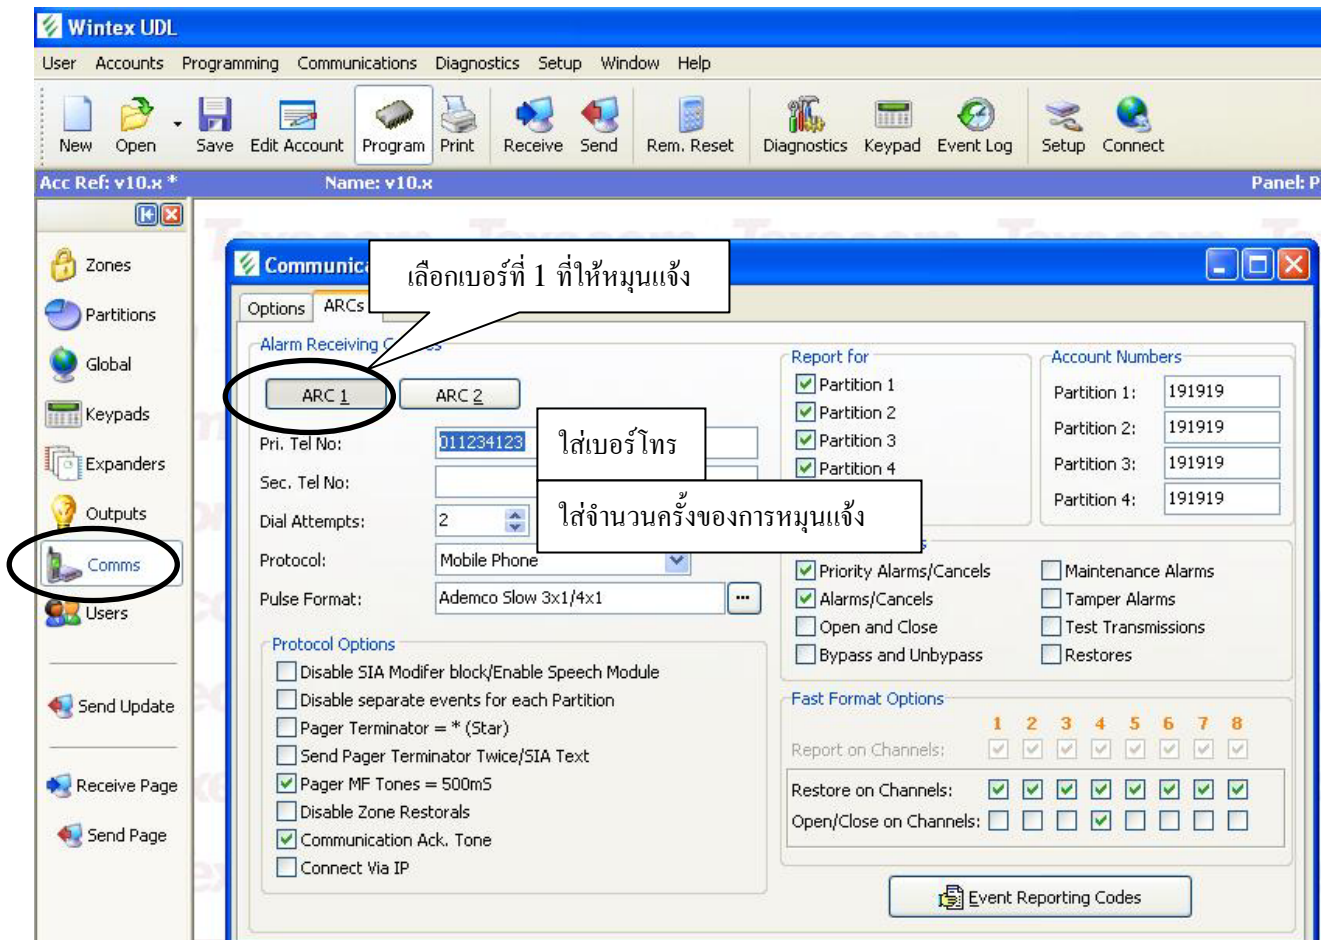 Wintex UDL
User Accounts Programming Communications Diagnostics Setup Window Help
New Open Save Edit Account Program Print Receive Send Rem. Reset Diagnostics Keypad Event Log Setup Connect
Acc Ref: v10.x * Name: v10.x Panel: P
Zones
Partitions
Global
Keypads
Expanders
Outputs
Comms
Users
Send Update
Receive Page
Send Page
เลือกเบอร์ที่ 1 ที่ให้หมุนแจ้ง
Options ARCs
Alarm Receiving
ARC 1 ARC 2
Pri. Tel No: 011234123
ใส่เบอร์โทร
Sec. Tel No:
Dial Attempts: 2
ใส่จำนวนครั้งของการหมุนแจ้ง
Protocol: Mobile Phone
Pulse Format: Ademco Slow 3x1/4x1 ...
Protocol Options
Disable SIA Modifer block/Enable Speech Module
Disable separate events for each Partition
Pager Terminator = * (Star)
Send Pager Terminator Twice/SIA Text
Pager MF Tones = 500mS
Disable Zone Restorals
Communication Ack. Tone
Connect Via IP
Report for
Partition 1
Partition 2
Partition 3
Partition 4
Account Numbers
Partition 1: 191919
Partition 2: 191919
Partition 3: 191919
Partition 4: 191919
Priority Alarms/Cancels Maintenance Alarms
Alarms/Cancels Tamper Alarms
Open and Close Test Transmissions
Bypass and Unbypass Restores
Fast Format Options
1 2 3 4 5 6 7 8
Report on Channels:
Restore on Channels:
Open/Close on Channels:
Event Reporting Codes